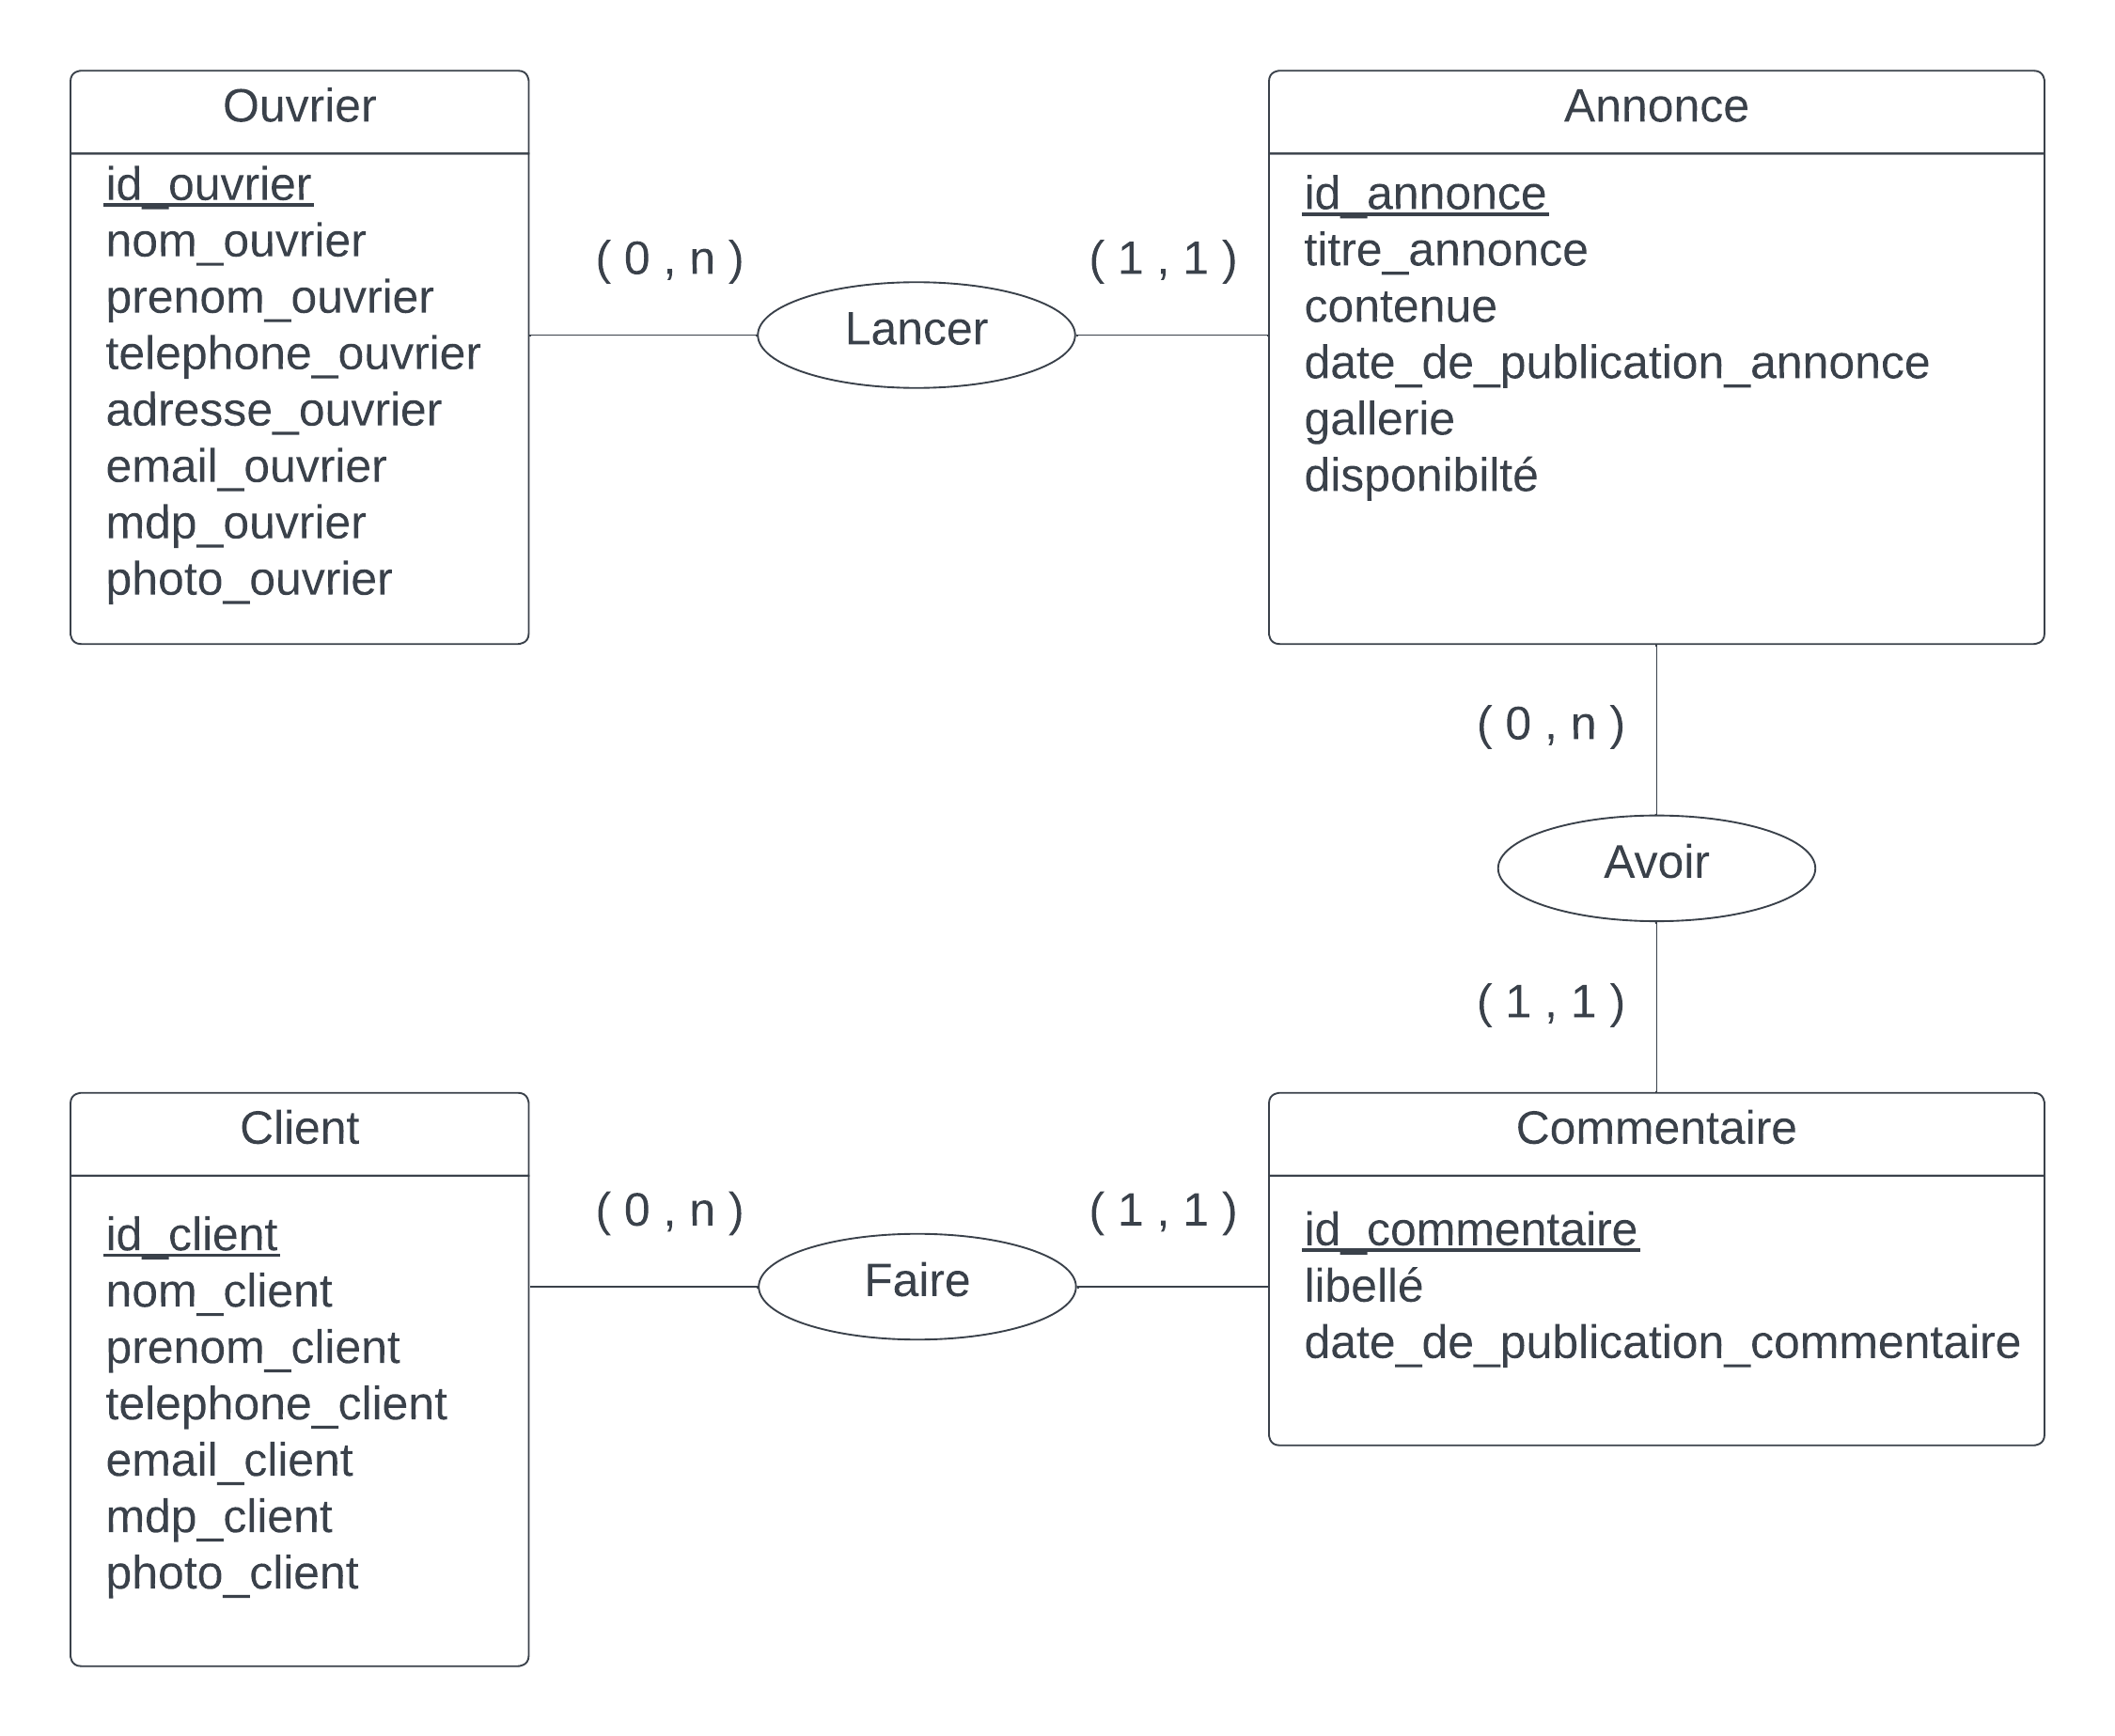 Ouvrier
id_ouvrier
nom_ouvrier
prenom_ouvrier
telephone_ouvrier
adresse_ouvrier
email_ouvrier
mdp_ouvrier
photo_ouvrier
( 0 , n )
Lancer
( 1 , 1 )
Annonce
id_annonce
titre_annonce
contenue
date_de_publication_annonce
gallerie
disponibilté
( 0 , n )
Avoir
( 1 , 1 )
Client
id_client
nom_client
prenom_client
telephone_client
email_client
mdp_client
photo_client
( 0 , n )
Faire
( 1 , 1 )
Commentaire
id_commentaire
libellé
date_de_publication_commentaire